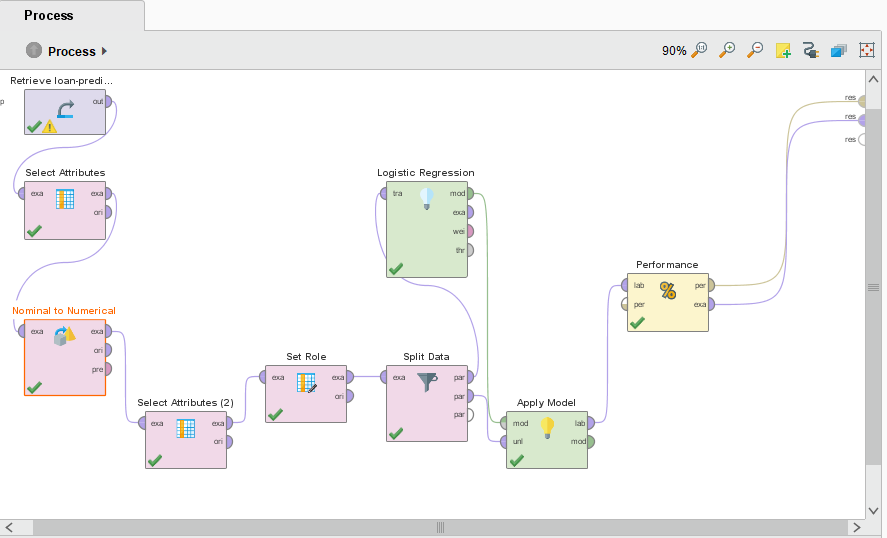 Process
Process
90%
p
Retrieve loan-predi...
out
Select Attributes
exa
exa
ori
Nominal to Numerical
exa
exa
ori
pre
Select Attributes (2)
exa
exa
ori
Set Role
exa
exa
ori
Logistic Regression
tra
mod
exa
wei
thr
Split Data
exa
par
par
par
Apply Model
mod
lab
unl
mod
Performance
lab
per
per
exa
%
res
res
res